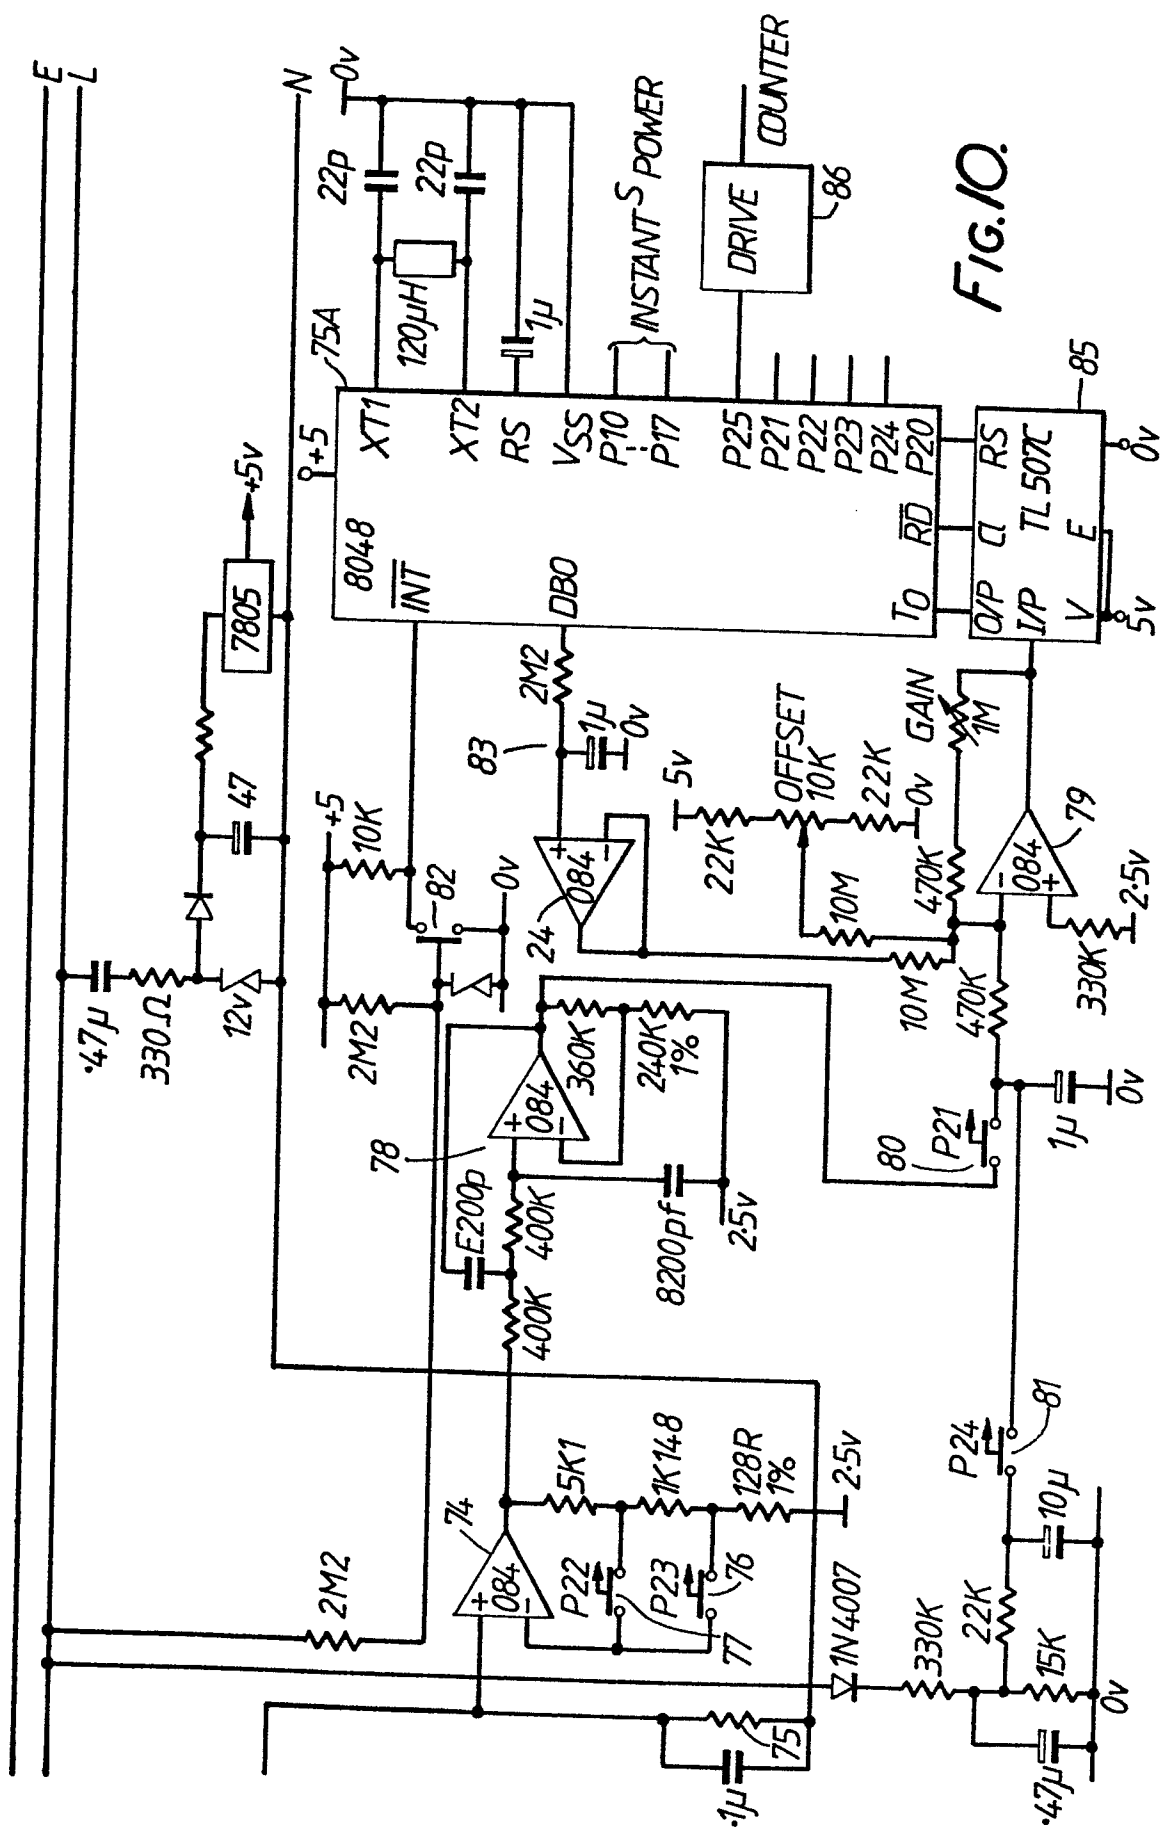 E
L
N
·47µ
330Ω
12v
47
7805
+5v
+5
10K
2M2
2M2
82
0v
+5
75A
8048
XT1
XT2
RS
VSS
P10
P17
P25
P21
P22
P23
P24
P20
INT
DB0
T0
RD
22p
22p
0v
120µH
1µ
INSTANTS POWER
DRIVE
86
COUNTER
O/P
Cl
RS
I/P
TL507C
V
E
85
5v
0v
2M2
83
1µ
0v
24
084
+
-
5v
22K
OFFSET
10K
22K
0v
10M
10M
GAIN
1M
470K
470K
084
-
+
79
330K
2·5v
78
084
+
-
360K
240K
1%
E200p
400K
400K
8200pf
2·5v
80
P21
1µ
0v
74
084
+
-
5K1
1K148
128R
1%
2·5v
P22
P23
76
77
75
·1µ
1N4007
330K
22K
15K
·47µ
0v
10µ
P24
81
FIG.10.